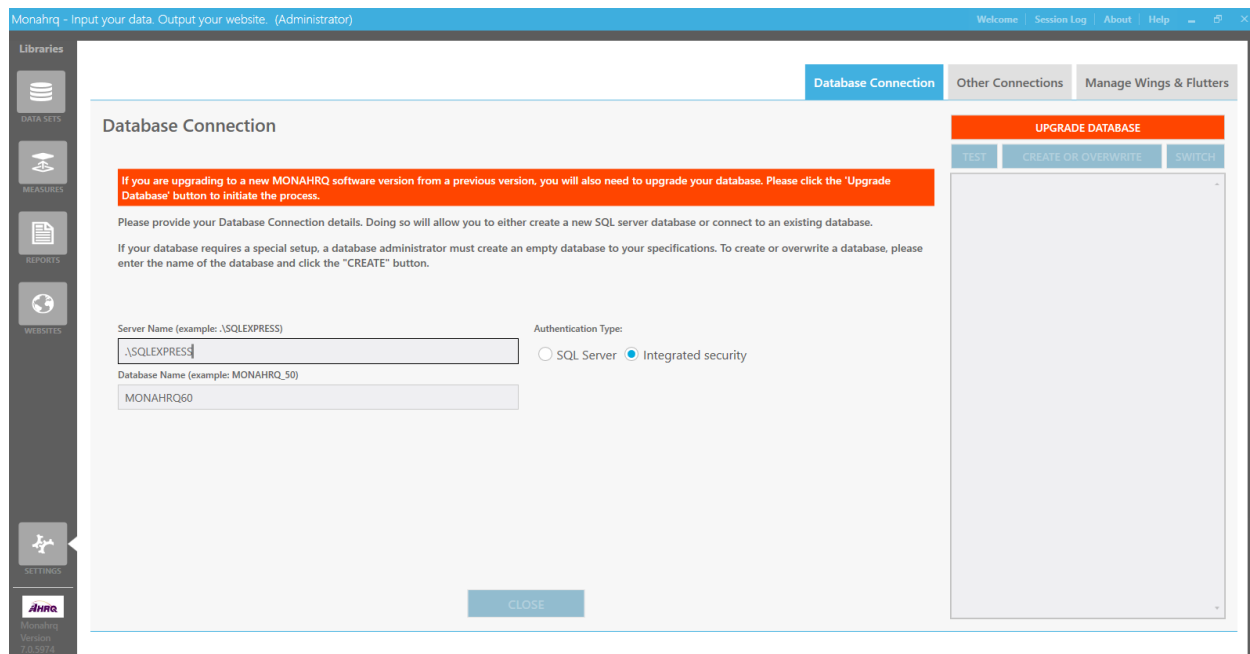 Monahrq - Input your data. Output your website. (Administrator)
Welcome | Session Log | About | Help
Libraries
DATA SETS
MEASURES
REPORTS
WEBSITES
SETTINGS
AHRQ
Monahrq
Version
7.0.5974
Database Connection
Other Connections
Manage Wings & Flutters
Database Connection
If you are upgrading to a new MONAHRQ software version from a previous version, you will also need to upgrade your database. Please click the 'Upgrade
Database' button to initiate the process.
Please provide your Database Connection details. Doing so will allow you to either create a new SQL server database or connect to an existing database.
If your database requires a special setup, a database administrator must create an empty database to your specifications. To create or overwrite a database, please
enter the name of the database and click the "CREATE" button.
Server Name (example: .\SQLEXPRESS)
.\SQLEXPRESS
Database Name (example: MONAHRQ_50)
MONAHRQ60
Authentication Type:
SQL Server
Integrated security
CLOSE
UPGRADE DATABASE
TEST
CREATE OR OVERWRITE
SWITCH